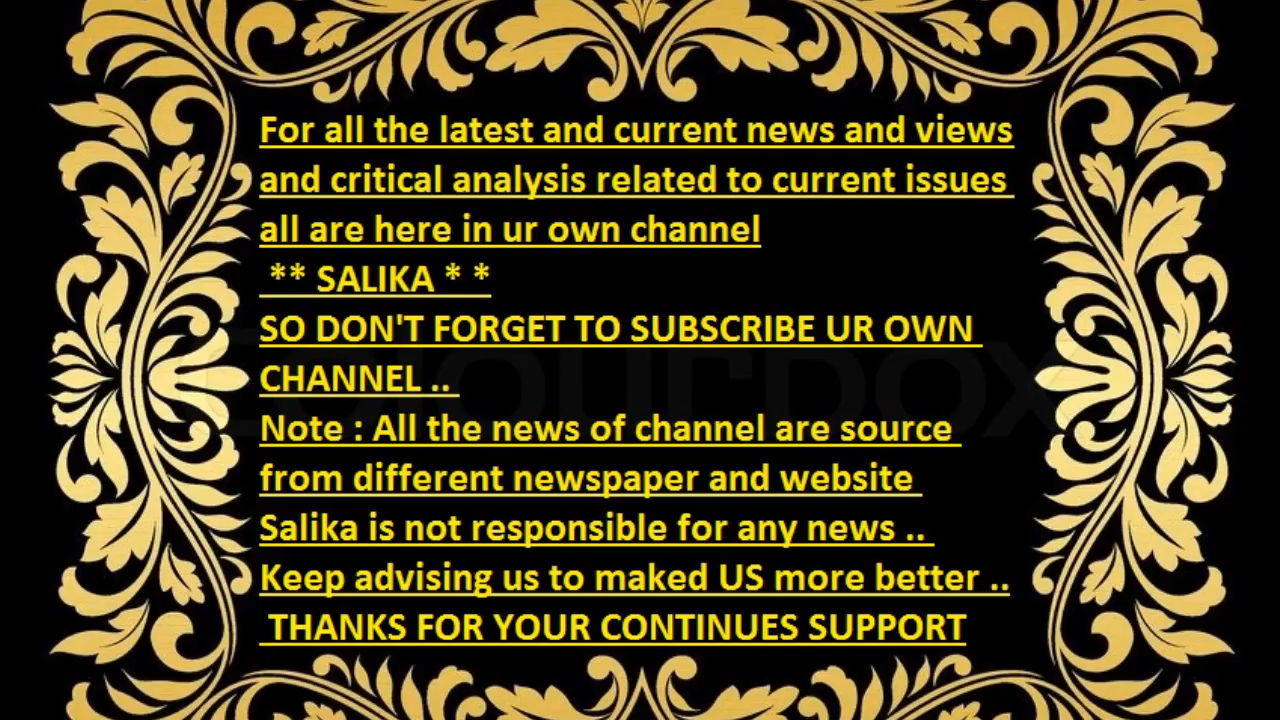 For all the latest and current news and views
and critical analysis related to current issues
all are here in ur own channel
** SALIKA * *
SO DON'T FORGET TO SUBSCRIBE UR OWN
CHANNEL ..
Note : All the news of channel are source
from different newspaper and website
Salika is not responsible for any news ..
Keep advising us to maked US more better ..
THANKS FOR YOUR CONTINUES SUPPORT